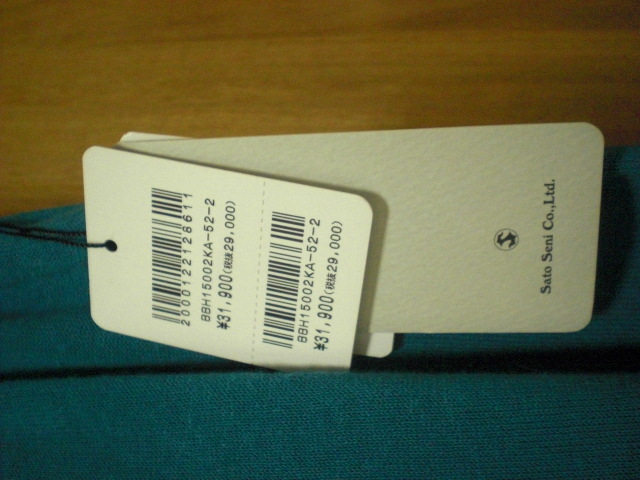 2000122128611
BBH15002KA-52-2
¥31,900(税抜29,000)
BBH15002KA-52-2
¥31,900(税抜29,000)
Sato Seni Co.,Ltd.